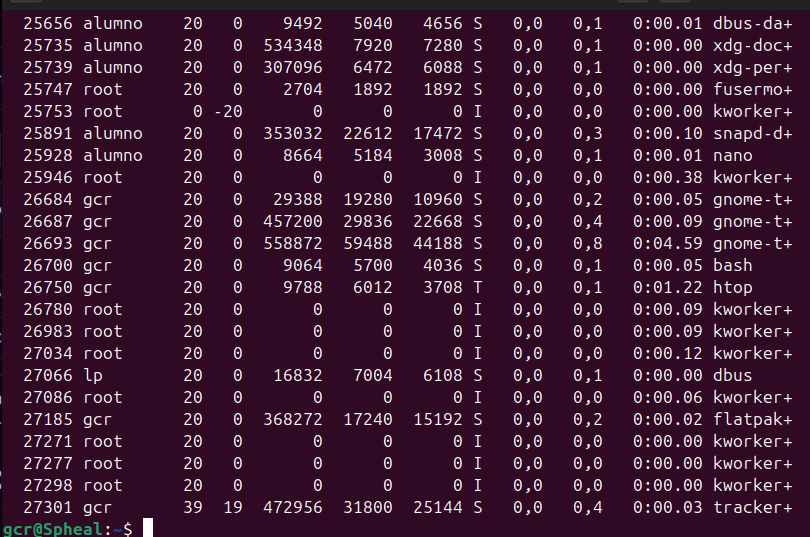 25656 alumno 20 0 9492 5040 4656 S 0,0 0,1 0:00.01 dbus-da+
25735 alumno 20 0 534348 7920 7280 S 0,0 0,1 0:00.00 xdg-doc+
25739 alumno 20 0 307096 6472 6088 S 0,0 0,1 0:00.00 xdg-per+
25747 root 20 0 2704 1892 1892 S 0,0 0,0 0:00.00 fusermo+
25753 root 0 -20 0 0 0 I 0,0 0,0 0:00.00 kworker+
25891 alumno 20 0 353032 22612 17472 S 0,0 0,3 0:00.10 snapd-d+
25928 alumno 20 0 8664 5184 3008 S 0,0 0,1 0:00.01 nano
25946 root 20 0 0 0 0 I 0,0 0,0 0:00.38 kworker+
26684 gcr 20 0 29388 19280 10960 S 0,0 0,2 0:00.05 gnome-t+
26687 gcr 20 0 457200 29836 22668 S 0,0 0,4 0:00.09 gnome-t+
26693 gcr 20 0 558872 59488 44188 S 0,0 0,8 0:04.59 gnome-t+
26700 gcr 20 0 9064 5700 4036 S 0,0 0,1 0:00.05 bash
26750 gcr 20 0 9788 6012 3708 T 0,0 0,1 0:01.22 htop
26780 root 20 0 0 0 0 I 0,0 0,0 0:00.09 kworker+
26983 root 20 0 0 0 0 I 0,0 0,0 0:00.09 kworker+
27034 root 20 0 0 0 0 I 0,0 0,0 0:00.12 kworker+
27066 lp 20 0 16832 7004 6108 S 0,0 0,1 0:00.00 dbus
27086 root 20 0 0 0 0 I 0,0 0,0 0:00.06 kworker+
27185 gcr 20 0 368272 17240 15192 S 0,0 0,2 0:00.02 flatpak+
27271 root 20 0 0 0 0 I 0,0 0,0 0:00.00 kworker+
27277 root 20 0 0 0 0 I 0,0 0,0 0:00.00 kworker+
27298 root 20 0 0 0 0 I 0,0 0,0 0:00.00 kworker+
27301 gcr 39 19 472956 31800 25144 S 0,0 0,4 0:00.03 tracker+
gcr@Spheal:~$